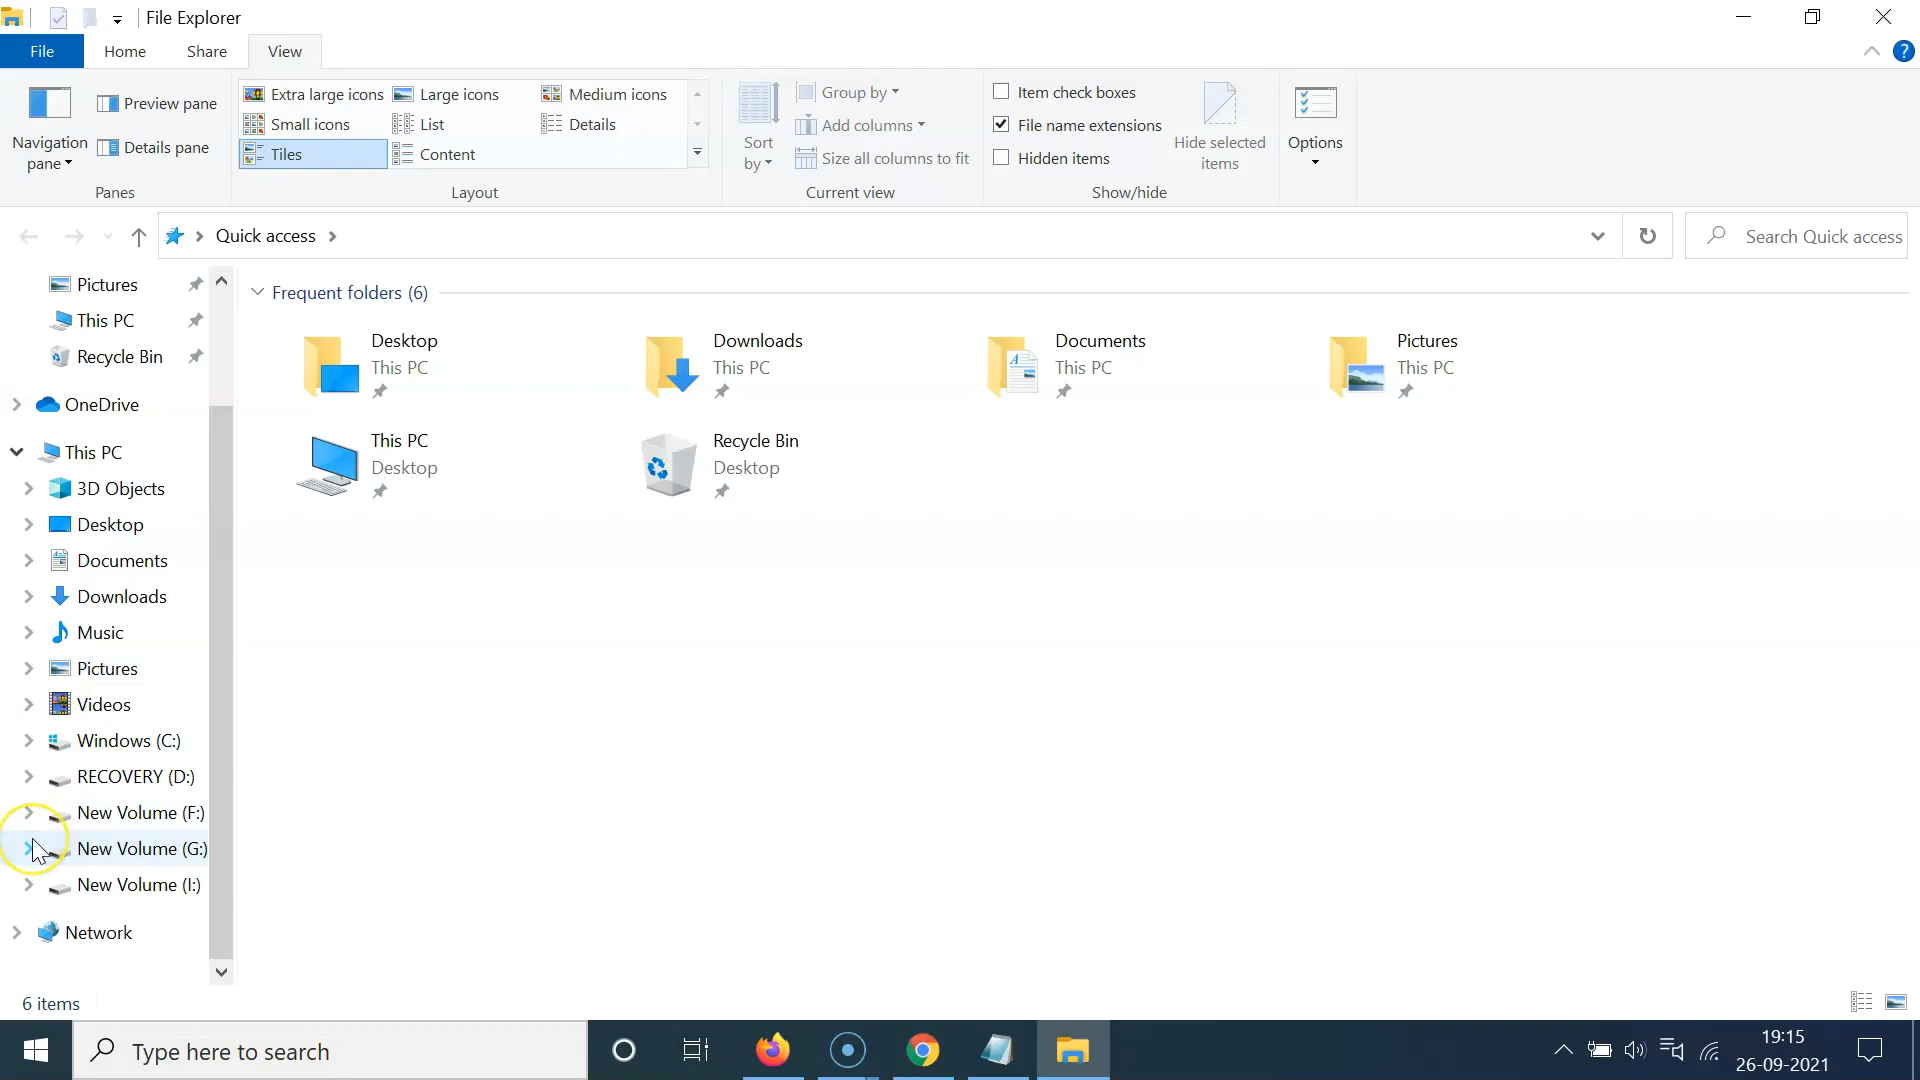 File Explorer
File Home Share View
Navigation pane
Preview pane
Details pane
Panes
Extra large icons Large icons Medium icons
Small icons List Details
Tiles Content
Layout
Sort by
Group by
Add columns
Size all columns to fit
Current view
Item check boxes
File name extensions
Hidden items
Hide selected items
Show/hide
Options
Quick access
Search Quick access
Pictures
This PC
Recycle Bin
OneDrive
This PC
3D Objects
Desktop
Documents
Downloads
Music
Pictures
Videos
Windows (C:)
RECOVERY (D:)
New Volume (F:)
New Volume (G:)
New Volume (I:)
Network
Frequent folders (6)
Desktop
This PC
Downloads
This PC
Documents
This PC
Pictures
This PC
This PC
Desktop
Recycle Bin
Desktop
6 items
Type here to search
19:15
26-09-2021